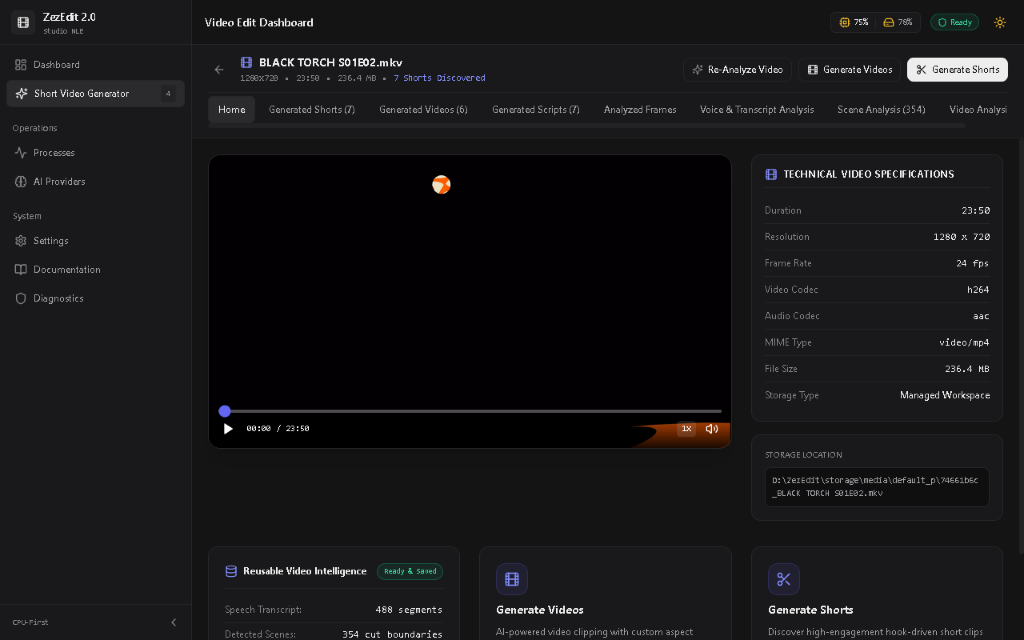 ZezEdit 2.0
Studio NLE
Dashboard
Short Video Generator
4
Operations
Processes
AI Providers
System
Settings
Documentation
Diagnostics
CPU-First
Video Edit Dashboard
75%
78%
Ready
BLACK TORCH S01E02.mkv
1280x720 • 23:50 • 236.4 MB • 7 Shorts Discovered
Re-Analyze Video
Generate Videos
Generate Shorts
Home
Generated Shorts (7)
Generated Videos (6)
Generated Scripts (7)
Analyzed Frames
Voice & Transcript Analysis
Scene Analysis (354)
Video Analysi
00:00 / 23:50
1x
TECHNICAL VIDEO SPECIFICATIONS
Duration 23:50
Resolution 1280 x 720
Frame Rate 24 fps
Video Codec h264
Audio Codec aac
MIME Type video/mp4
File Size 236.4 MB
Storage Type Managed Workspace
STORAGE LOCATION
D:\ZezEdit\storage\media\default_p\74661b6c
_BLACK TORCH S01E02.mkv
Reusable Video Intelligence
Ready & Saved
Speech Transcript: 488 segments
Detected Scenes: 354 cut boundaries
Generate Videos
AI-powered video clipping with custom aspect
Generate Shorts
Discover high-engagement hook-driven short clips